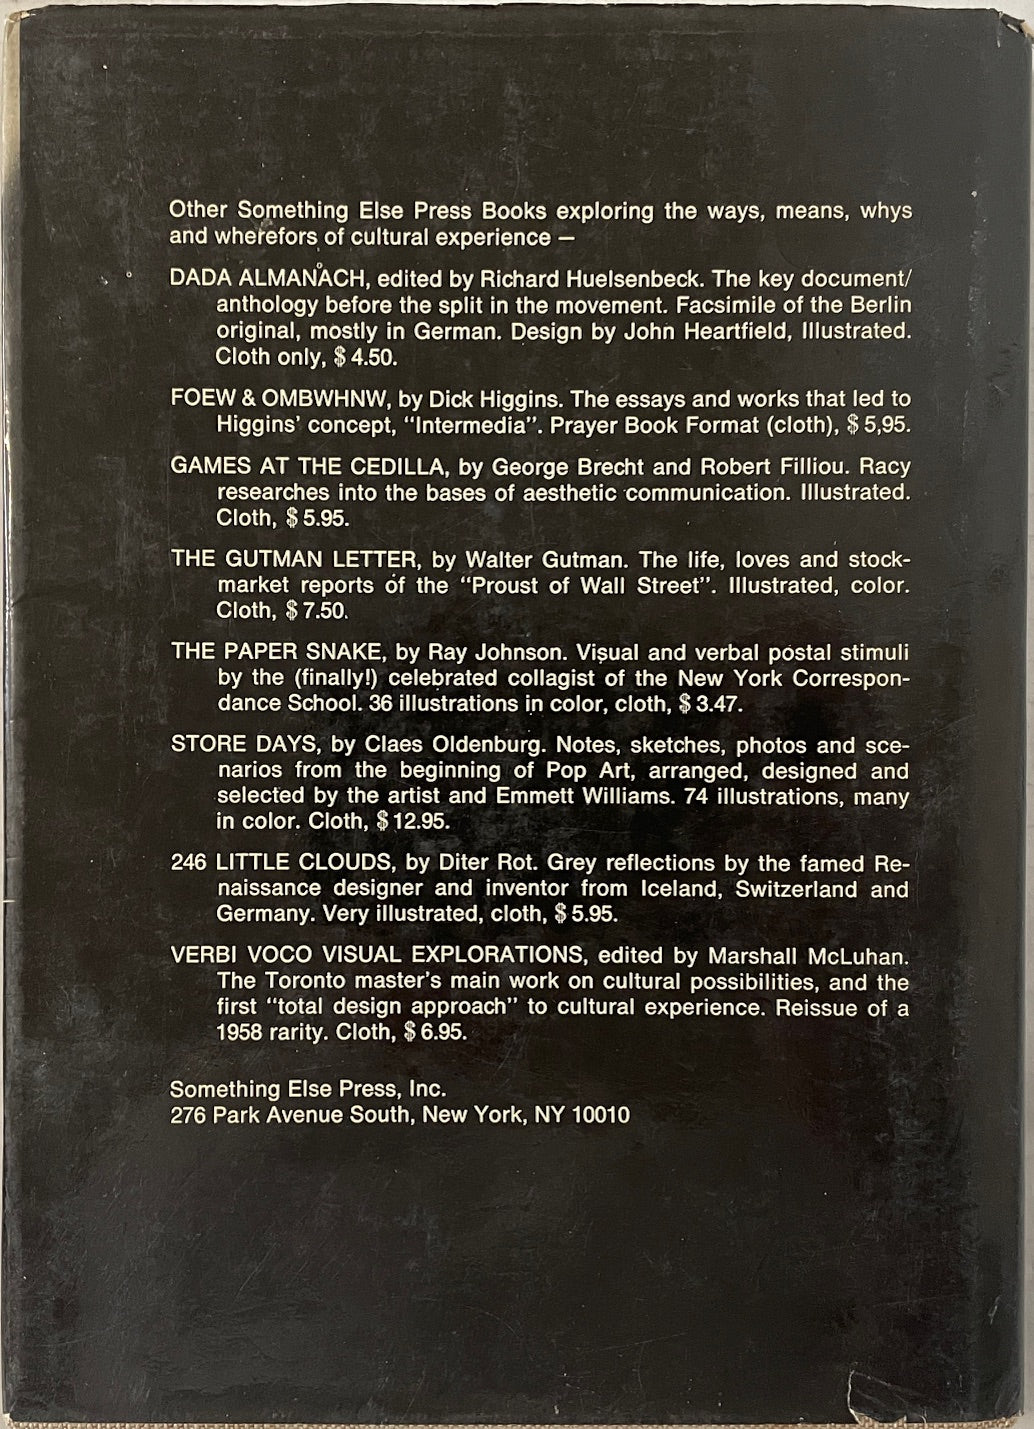 Other Something Else Press Books exploring the ways, means, whys
and wherefors of cultural experience —
DADA ALMANACH, edited by Richard Huelsenbeck. The key document/
anthology before the split in the movement. Facsimile of the Berlin
original, mostly in German. Design by John Heartfield, Illustrated.
Cloth only, $ 4.50.
FOEW & OMBWHNW, by Dick Higgins. The essays and works that led to
Higgins’ concept, “Intermedia”. Prayer Book Format (cloth), $ 5,95.
GAMES AT THE CEDILLA, by George Brecht and Robert Filliou. Racy
researches into the bases of aesthetic communication. Illustrated.
Cloth, $ 5.95.
THE GUTMAN LETTER, by Walter Gutman. The life, loves and stock-
market reports of the “Proust of Wall Street”. Illustrated, color.
Cloth, $ 7.50.
THE PAPER SNAKE, by Ray Johnson. Visual and verbal postal stimuli
by the (finally!) celebrated collagist of the New York Correspon-
dance School. 36 illustrations in color, cloth, $ 3.47.
STORE DAYS, by Claes Oldenburg. Notes, sketches, photos and sce-
narios from the beginning of Pop Art, arranged, designed and
selected by the artist and Emmett Williams. 74 illustrations, many
in color. Cloth, $ 12.95.
246 LITTLE CLOUDS, by Diter Rot. Grey reflections by the famed Re-
naissance designer and inventor from Iceland, Switzerland and
Germany. Very illustrated, cloth, $ 5.95.
VERBI VOCO VISUAL EXPLORATIONS, edited by Marshall McLuhan.
The Toronto master’s main work on cultural possibilities, and the
first “total design approach” to cultural experience. Reissue of a
1958 rarity. Cloth, $ 6.95.
Something Else Press, Inc.
276 Park Avenue South, New York, NY 10010